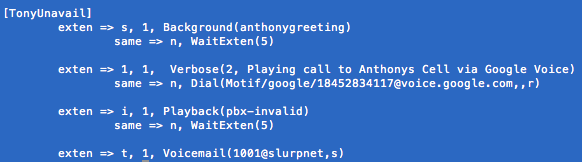 [TonyUnavail]
exten => s, 1, Background(anthonygreeting)
same => n, WaitExten(5)
exten => 1, 1,  Verbose(2, Playing call to Anthonys Cell via Google Voice)
same => n, Dial(Motif/google/18452834117@voice.google.com,,r)
exten => i, 1, Playback(pbx-invalid)
same => n, WaitExten(5)
exten => t, 1, Voicemail(1001@slurpnet,s)